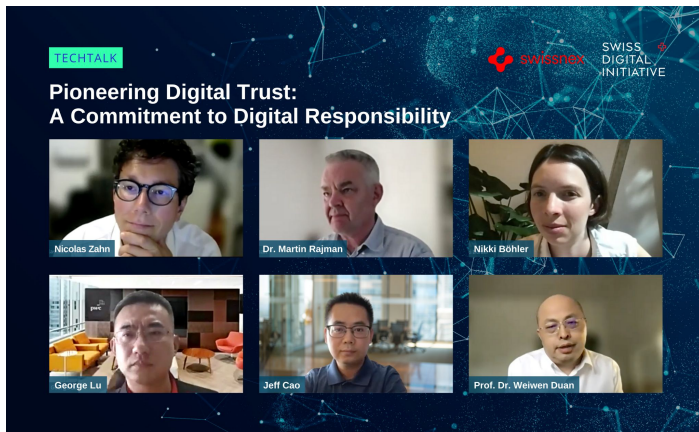 TECHTALK
swissnex
SWISS
DIGITAL
INITIATIVE
Pioneering Digital Trust:
A Commitment to Digital Responsibility
Nicolas Zahn
Dr. Martin Rajman
Nikki Böhler
pwc
George Lu
Jeff Cao
Prof. Dr. Weiwen Duan